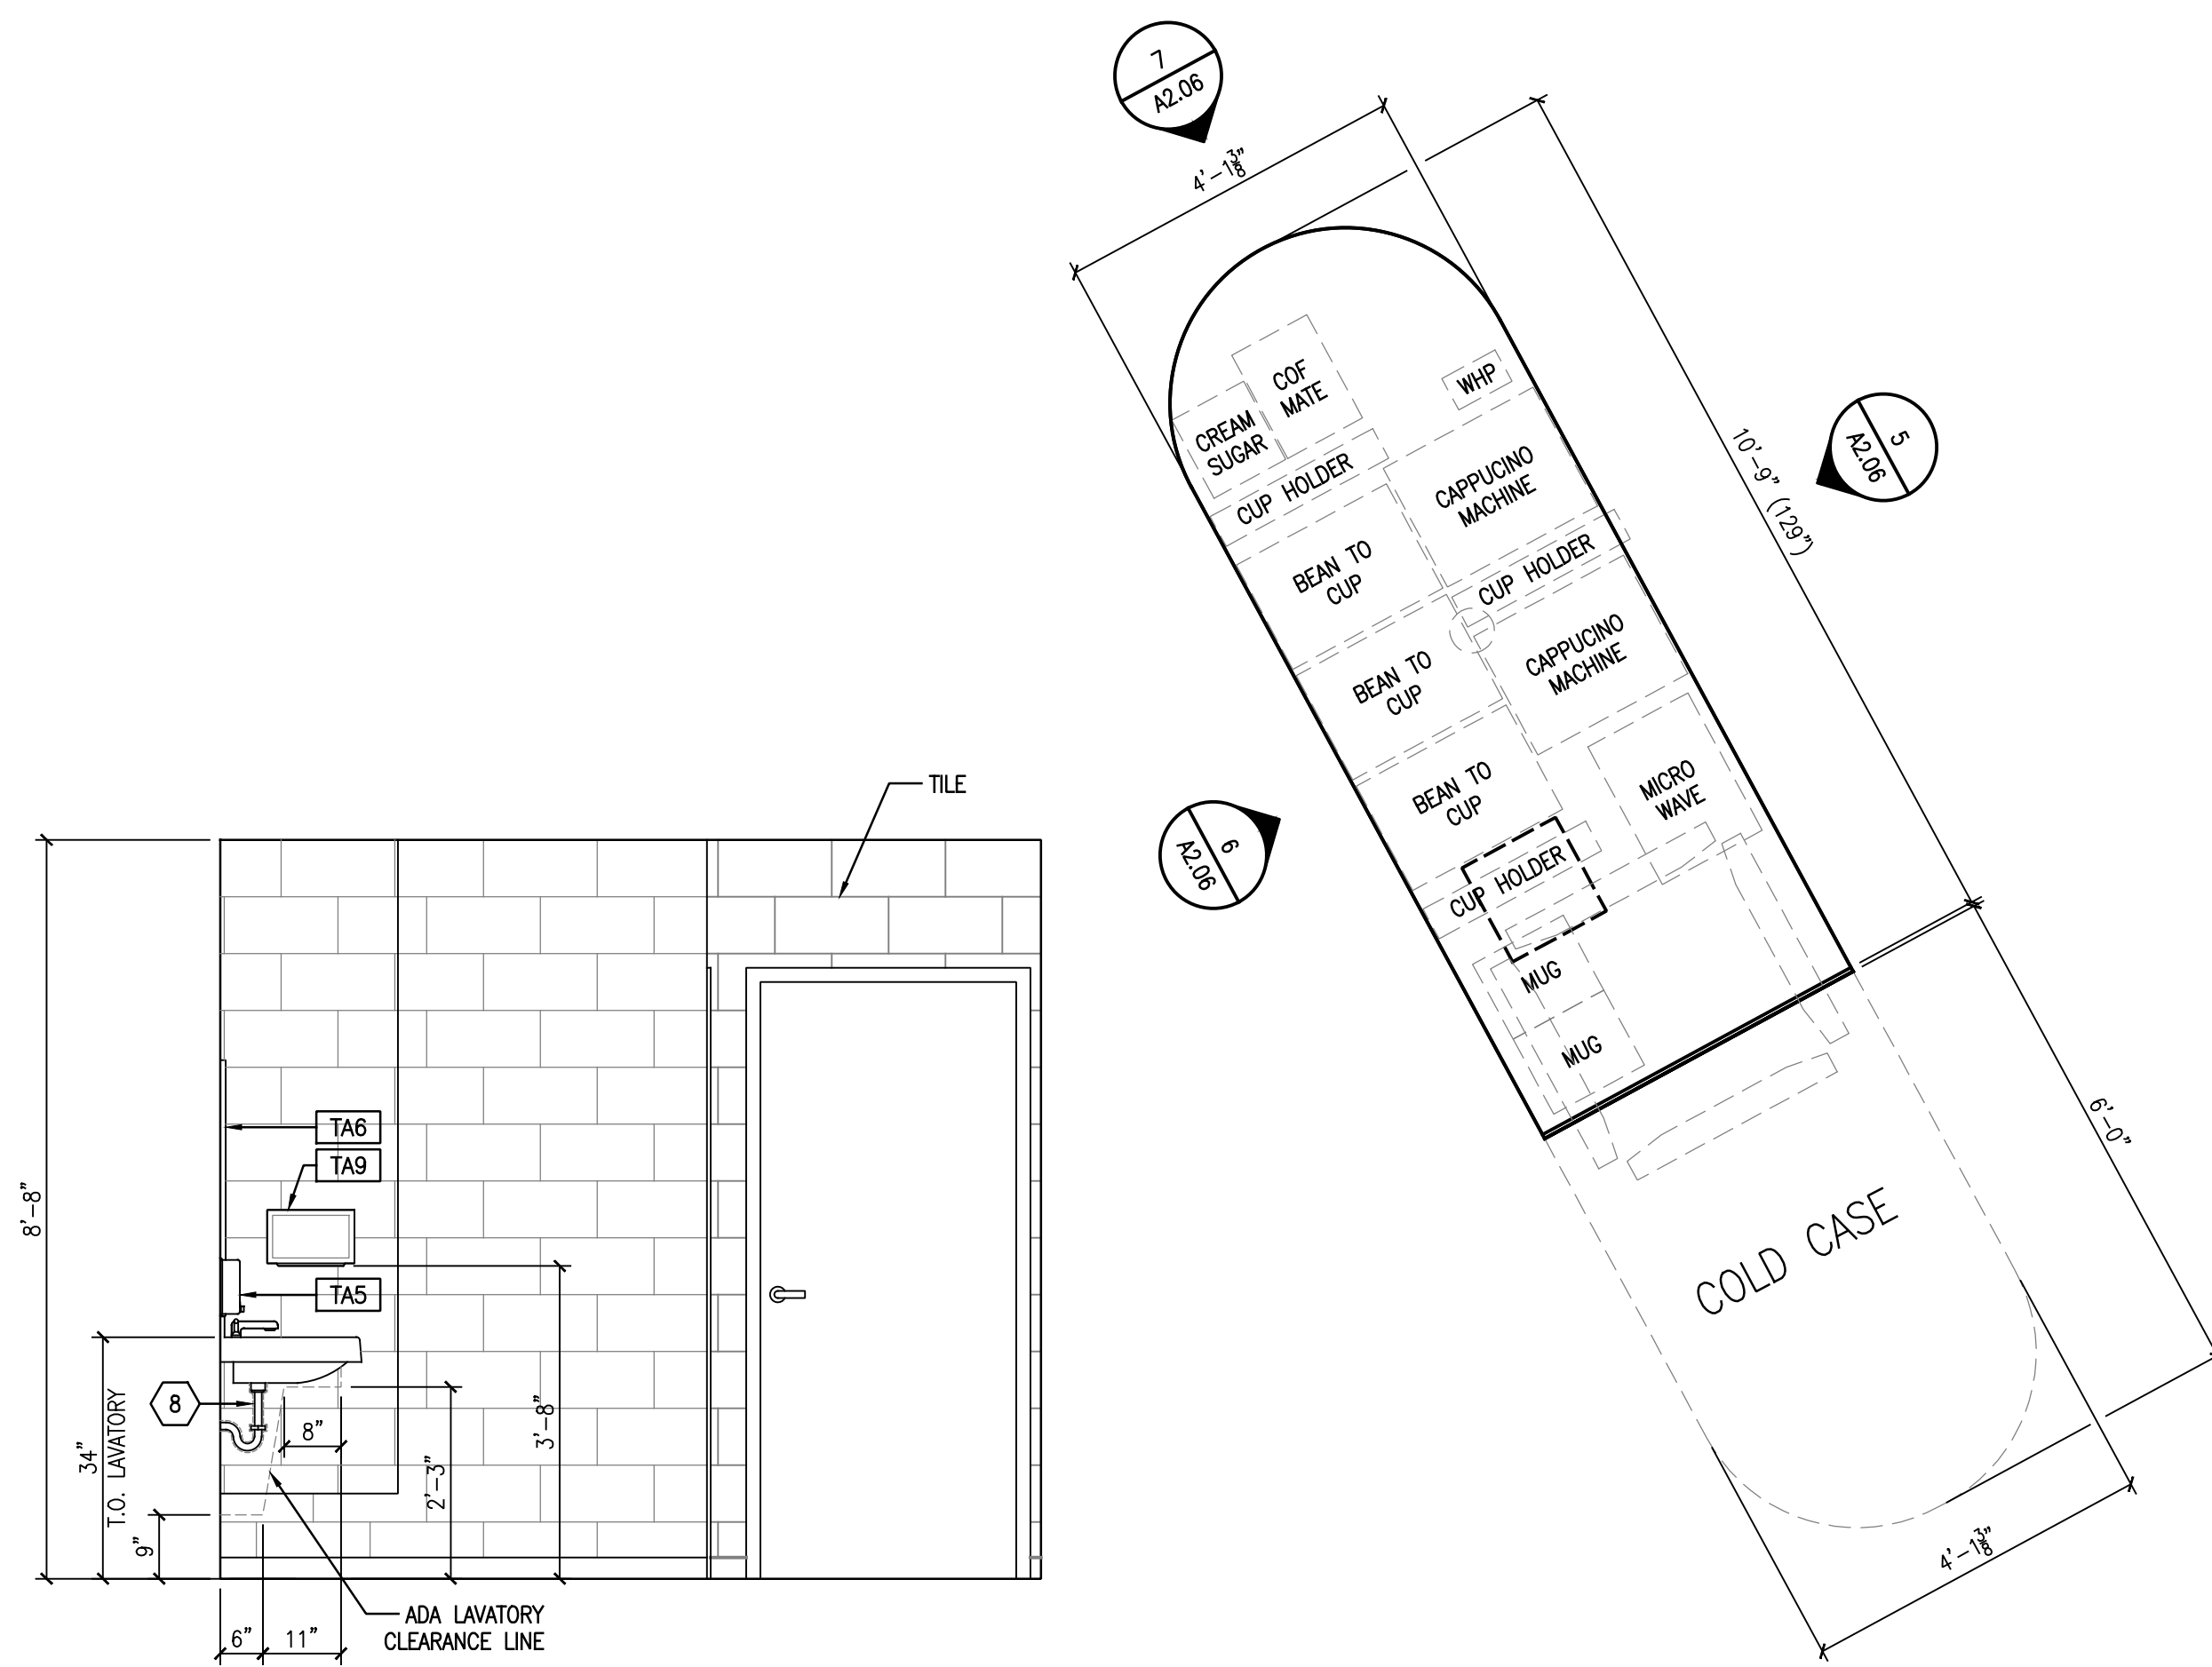 7
A2.06
4'-1 3/8"
10'-9" (129")
5
A2.06
COF
MATE
WHP
CREAM
SUGAR
CUP HOLDER
CAPPUCINO
MACHINE
BEAN TO
CUP
CUP HOLDER
CAPPUCINO
MACHINE
BEAN TO
CUP
BEAN TO
CUP
MICRO
WAVE
6
A2.06
CUP HOLDER
MUG
MUG
COLD CASE
6'-0"
4'-1 3/8"
TILE
TA6
TA9
TA5
8
8'-8"
34"
T.O. LAVATORY
9"
8"
2'-3"
3'-8"
6"
11"
ADA LAVATORY
CLEARANCE LINE